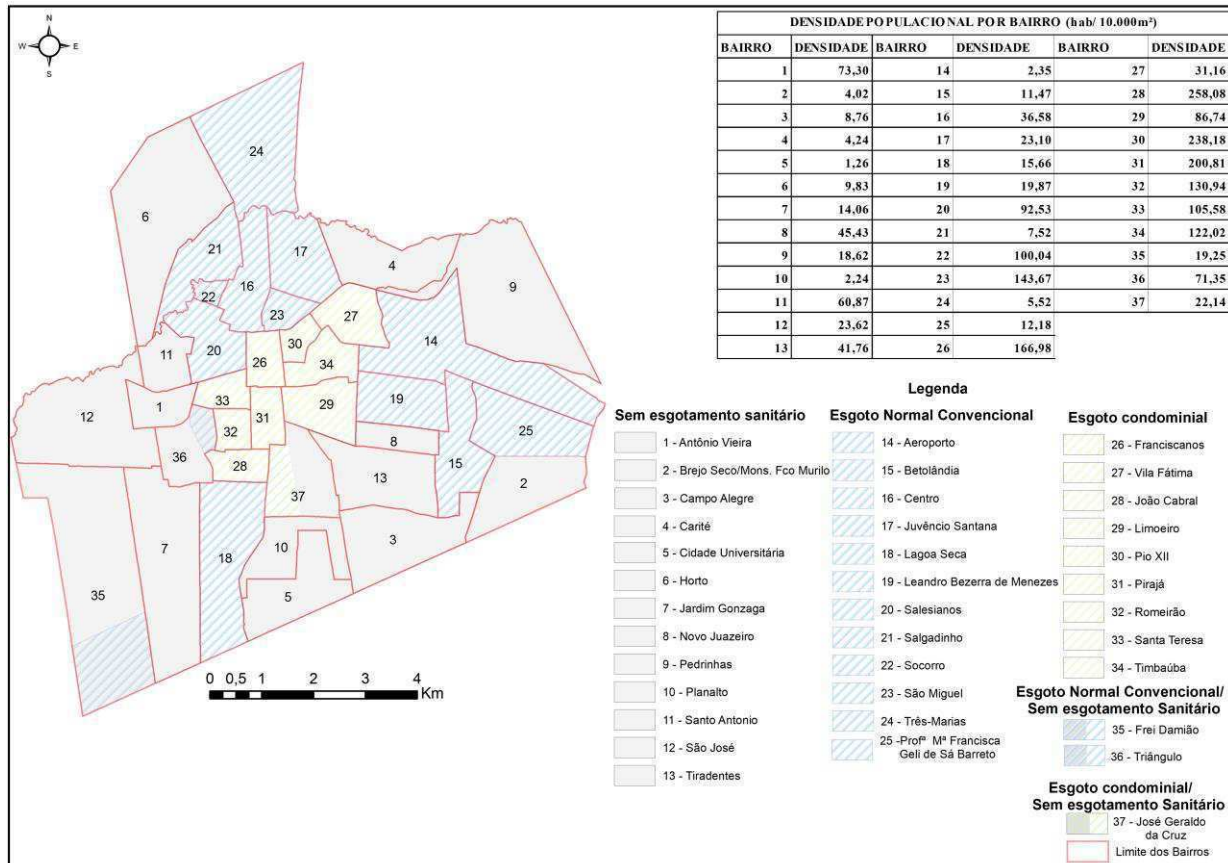 N
W E
S
DENSIDADE POPULACIONAL POR BAIRRO (hab/ 10.000m²)
BAIRRO DENSIDADE BAIRRO DENSIDADE BAIRRO DENSIDADE
1 73,30 14 2,35 27 31,16
2 4,02 15 11,47 28 258,08
3 8,76 16 36,58 29 86,74
4 4,24 17 23,10 30 238,18
5 1,26 18 15,66 31 200,81
6 9,83 19 19,87 32 130,94
7 14,06 20 92,53 33 105,58
8 45,43 21 7,52 34 122,02
9 18,62 22 100,04 35 19,25
10 2,24 23 143,67 36 71,35
11 60,87 24 5,52 37 22,14
12 23,62 25 12,18
13 41,76 26 166,98
24
6
21
17
4
16
9
22
23
27
30
14
11
20
26
34
33
19
1
31
29
12
32
8
25
36
28
15
13
2
37
7
18
10
3
35
5
0 0,5 1 2 3 4
Km
Legenda
Sem esgotamento sanitário
1 - Antônio Vieira
2 - Brejo Seco/Mons. Fco Murilo
3 - Campo Alegre
4 - Carité
5 - Cidade Universitária
6 - Horto
7 - Jardim Gonzaga
8 - Novo Juazeiro
9 - Pedrinhas
10 - Planalto
11 - Santo Antonio
12 - São José
13 - Tiradentes
Esgoto Normal Convencional
14 - Aeroporto
15 - Betolândia
16 - Centro
17 - Juvêncio Santana
18 - Lagoa Seca
19 - Leandro Bezerra de Menezes
20 - Salesianos
21 - Salgadinho
22 - Socorro
23 - São Miguel
24 - Três-Marias
25 -Profª Mª Francisca
Geli de Sá Barreto
Esgoto condominial
26 - Franciscanos
27 - Vila Fátima
28 - João Cabral
29 - Limoeiro
30 - Pio XII
31 - Pirajá
32 - Romeirão
33 - Santa Teresa
34 - Timbaúba
Esgoto Normal Convencional/
Sem esgotamento Sanitário
35 - Frei Damião
36 - Triângulo
Esgoto condominial/
Sem esgotamento Sanitário
37 - José Geraldo
da Cruz
Limite dos Bairros